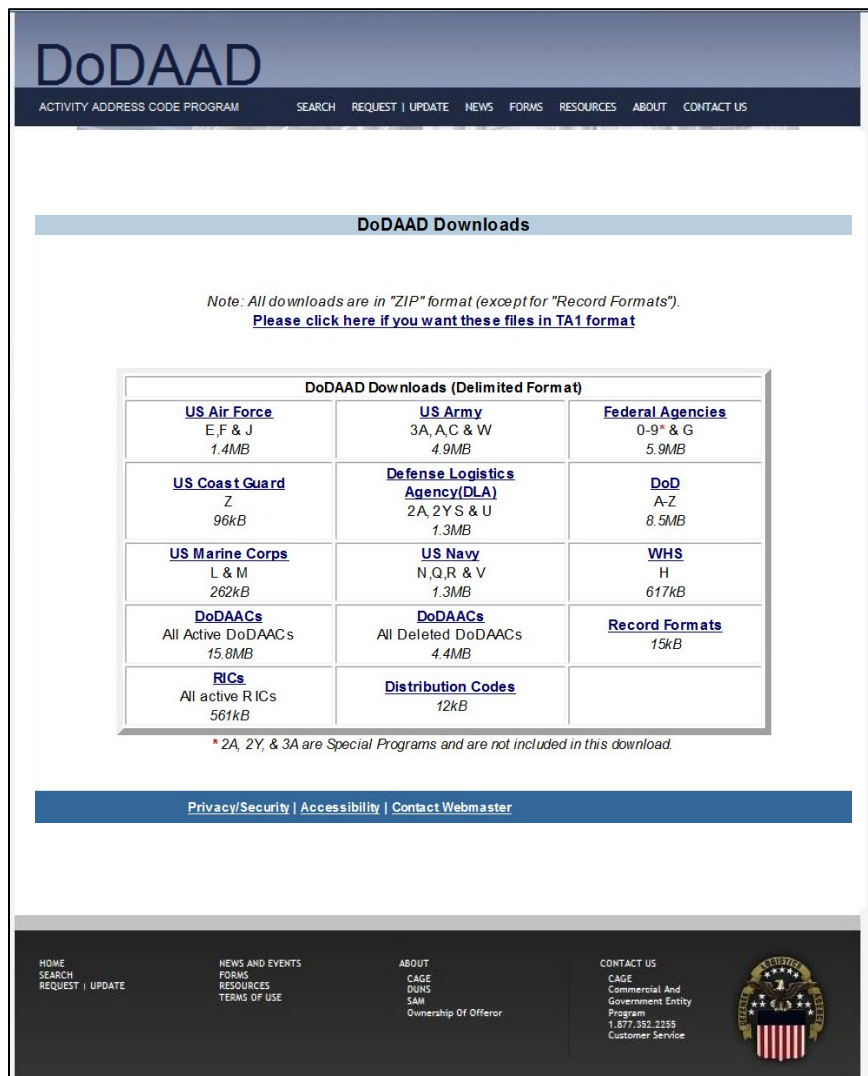 DoDAAD
ACTIVITY ADDRESS CODE PROGRAM SEARCH REQUEST | UPDATE NEWS FORMS RESOURCES ABOUT CONTACT US
DoDAAD Downloads
Note: All downloads are in "ZIP" format (except for "Record Formats").
Please click here if you want these files in TA1 format
DoDAAD Downloads (Delimited Format)
US Air Force
E,F & J
1.4MB
US Army
3A, A,C & W
4.9MB
Federal Agencies
0-9* & G
5.9MB
US Coast Guard
Z
96kB
Defense Logistics
Agency(DLA)
2A, 2Y S & U
1.3MB
DoD
A-Z
8.5MB
US Marine Corps
L & M
262kB
US Navy
N,Q,R & V
1.3MB
WHS
H
617kB
DoDAACs
All Active DoDAACs
15.8MB
DoDAACs
All Deleted DoDAACs
4.4MB
Record Formats
15kB
RICs
All active RICs
561kB
Distribution Codes
12kB
* 2A, 2Y, & 3A are Special Programs and are not included in this download.
Privacy/Security | Accessibility | Contact Webmaster
HOME
SEARCH
REQUEST | UPDATE
NEWS AND EVENTS
FORMS
RESOURCES
TERMS OF USE
ABOUT
CAGE
DUNS
SAM
Ownership Of Offeror
CONTACT US
CAGE
Commercial And
Government Entity
Program
1.877.352.2255
Customer Service
DEFENSE LOGISTICS AGENCY